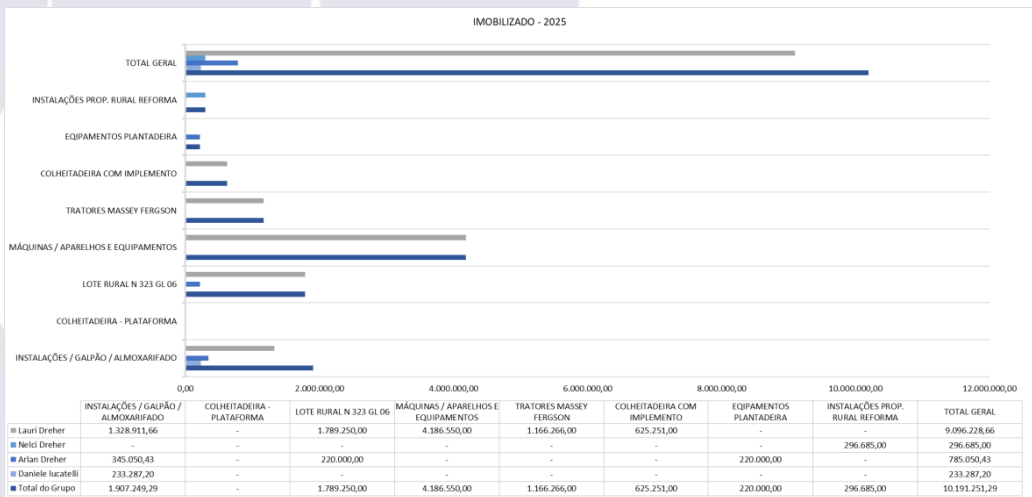 IMOBILIZADO - 2025
TOTAL GERAL
INSTALAÇÕES PROP. RURAL REFORMA
EQIPAMENTOS PLANTADEIRA
COLHEITADEIRA COM IMPLEMENTO
TRATORES MASSEY FERGSON
MÁQUINAS / APARELHOS E EQUIPAMENTOS
LOTE RURAL N 323 GL 06
COLHEITADEIRA - PLATAFORMA
INSTALAÇÕES / GALPÃO / ALMOXARIFADO
0,00 2.000.000,00 4.000.000,00 6.000.000,00 8.000.000,00 10.000.000,00 12.000.000,00
INSTALAÇÕES / GALPÃO / ALMOXARIFADO COLHEITADEIRA - PLATAFORMA LOTE RURAL N 323 GL 06 MÁQUINAS / APARELHOS E EQUIPAMENTOS TRATORES MASSEY FERGSON COLHEITADEIRA COM IMPLEMENTO EQIPAMENTOS PLANTADEIRA INSTALAÇÕES PROP. RURAL REFORMA TOTAL GERAL
Lauri Dreher 1.328.911,66 - 1.789.250,00 4.186.550,00 1.166.266,00 625.251,00 - - 9.096.228,66
Nelci Dreher - - - - - - - 296.685,00 296.685,00
Arlan Dreher 345.050,43 - 220.000,00 - - - 220.000,00 - 785.050,43
Daniele lucatelli 233.287,20 - - - - - - - 233.287,20
Total do Grupo 1.907.249,29 - 1.789.250,00 4.186.550,00 1.166.266,00 625.251,00 220.000,00 296.685,00 10.191.251,29